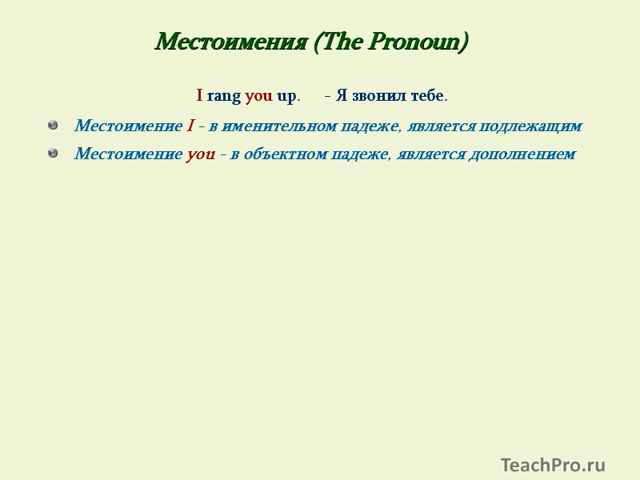 Местоимения (The Pronoun)
I rang you up. – Я звонил тебе.
Местоимение I – в именительном падеже, является подлежащим
Местоимение you – в объектном падеже, является дополнением
TeachPro.ru